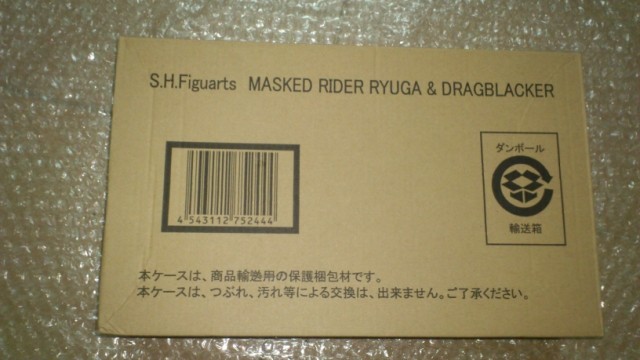 S.H.Figuarts MASKED RIDER RYUGA & DRAGBLACKER
ダンボール
4 543112 752444
輸送箱
本ケースは、商品輸送用の保護梱包材です。
本ケースは、つぶれ、汚れ等による交換は、出来ません。ご了承ください。